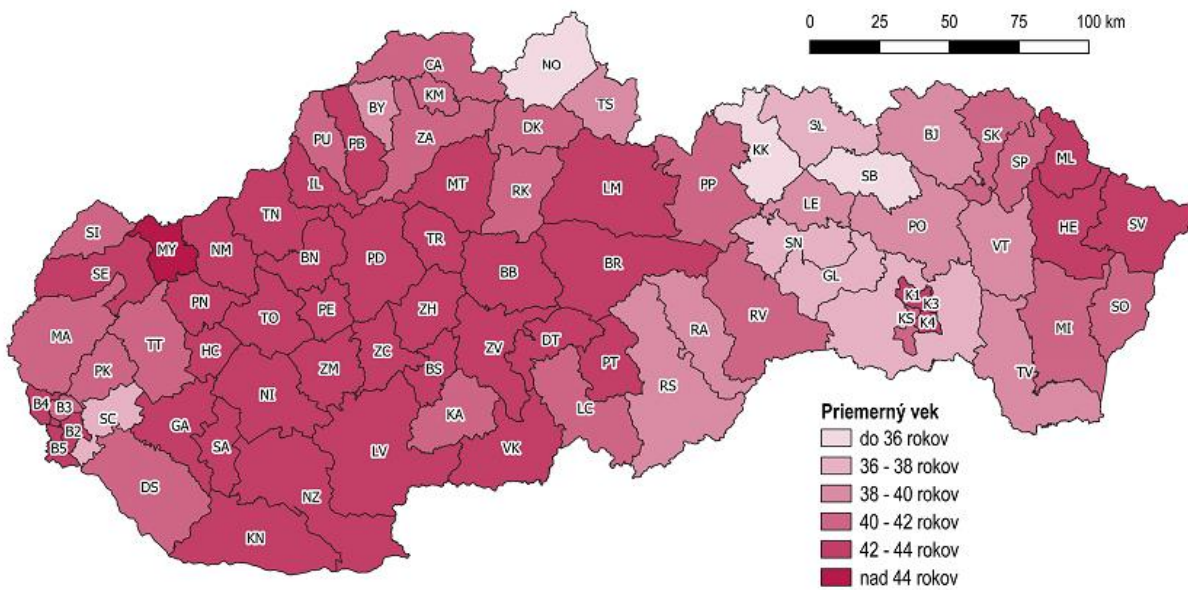 0 25 50 75 100 km
NO
CA
KM
BY
TS
PU
PB
ZA
DK
SL
BJ
SK
KK
SP
ML
SB
IL
MT
RK
LM
PP
LE
PO
HE
SV
TN
SI
MY
NM
BN
PD
TR
SN
VT
SE
BB
BR
GL
PN
TO
PE
ZH
K1
K3
KS
K4
SO
MA
TT
HC
ZC
ZV
DT
RA
RV
MI
PK
ZM
BS
PT
RS
TV
B4
B3
SC
NI
KA
LC
B2
GA
B5
SA
LV
VK
DS
NZ
KN
Priemerný vek
do 36 rokov
36 - 38 rokov
38 - 40 rokov
40 - 42 rokov
42 - 44 rokov
nad 44 rokov